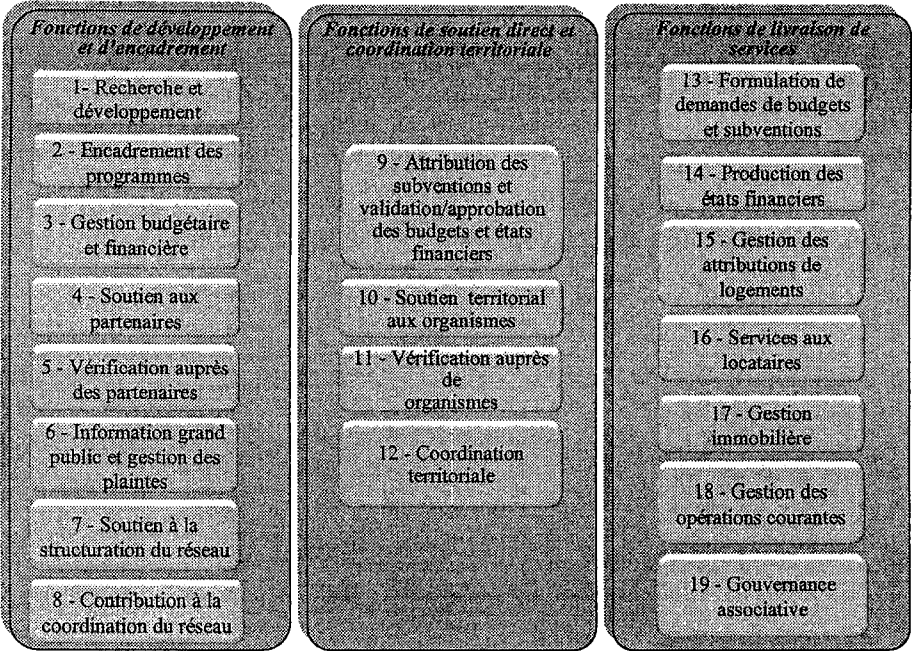 Fonctions de développement
et d'encadrement
1- Recherche et
développement
2 - Encadrement des
programmes
3 - Gestion budgétaire
et financière
4 - Soutien aux
partenaires
5 - Vérification auprès
des partenaires
6 - Information grand
public et gestion des
plaintes
7 - Soutien à la
structuration du réseau
8 - Contribution à la
coordination du réseau
Fonctions de soutien direct et
coordination territoriale
9 - Attribution des
subventions et
validation/approbation
des budgets et états
financiers
10 - Soutien territorial
aux organismes
11 - Vérification auprès
de
organismes
12 - Coordination
territoriale
Fonctions de livraison de
services
13 - Formulation de
demandes de budgets
et subventions
14 - Production des
états financiers
15 - Gestion des
attributions de
logements
16 - Services aux
locataires
17 - Gestion
immobilière
18 - Gestion des
opérations courantes
19 - Gouvernance
associative